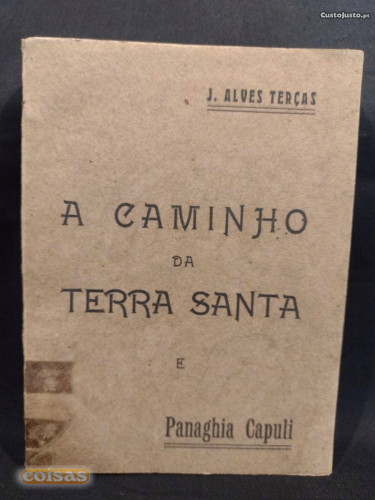 CustoJusto.pt
J. ALVES TERÇAS
A CAMINHO
DA
TERRA SANTA
E
Panaghia Capuli
coisas